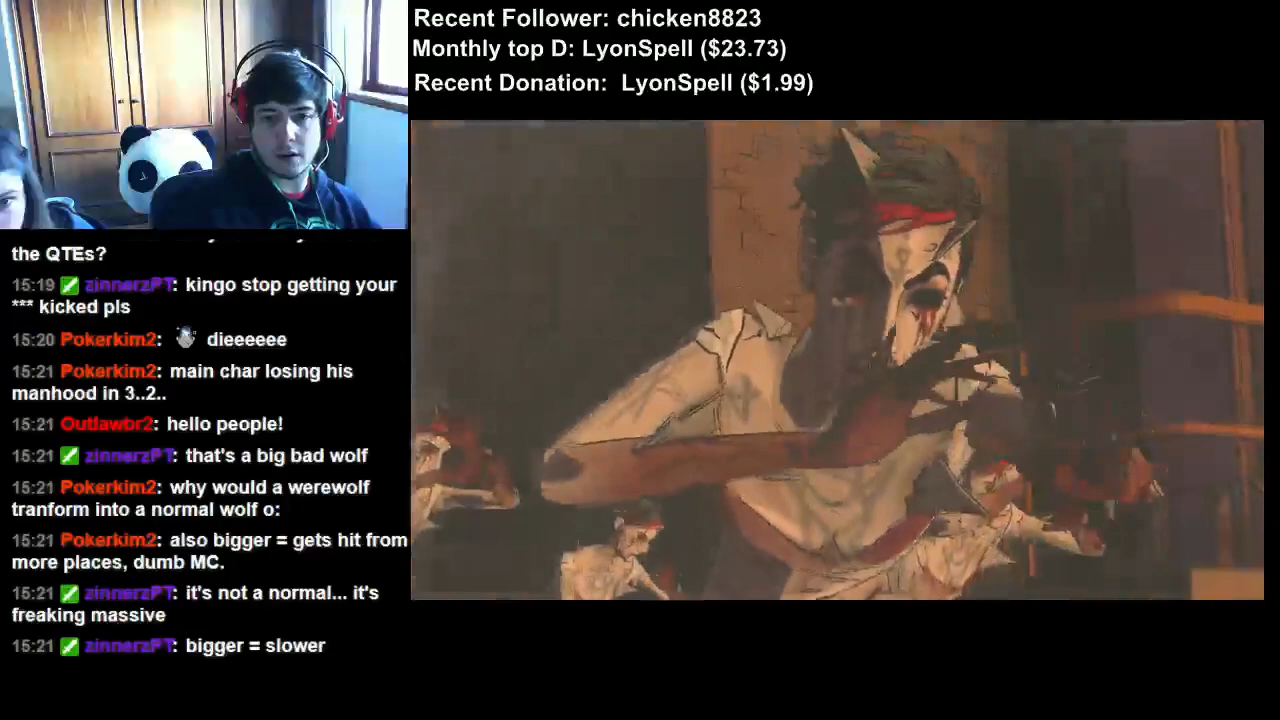 Recent Follower: chicken8823
Monthly top D: LyonSpell ($23.73)
Recent Donation: LyonSpell ($1.99)
the QTEs?
15:19 zinnerzPT: kingo stop getting your
*** kicked pls
15:20 Pokerkim2: dieeeeee
15:21 Pokerkim2: main char losing his
manhood in 3..2..
15:21 Outlawbr2: hello people!
15:21 zinnerzPT: that's a big bad wolf
15:21 Pokerkim2: why would a werewolf
tranform into a normal wolf o:
15:21 Pokerkim2: also bigger = gets hit from
more places, dumb MC.
15:21 zinnerzPT: it's not a normal... it's
freaking massive
15:21 zinnerzPT: bigger = slower